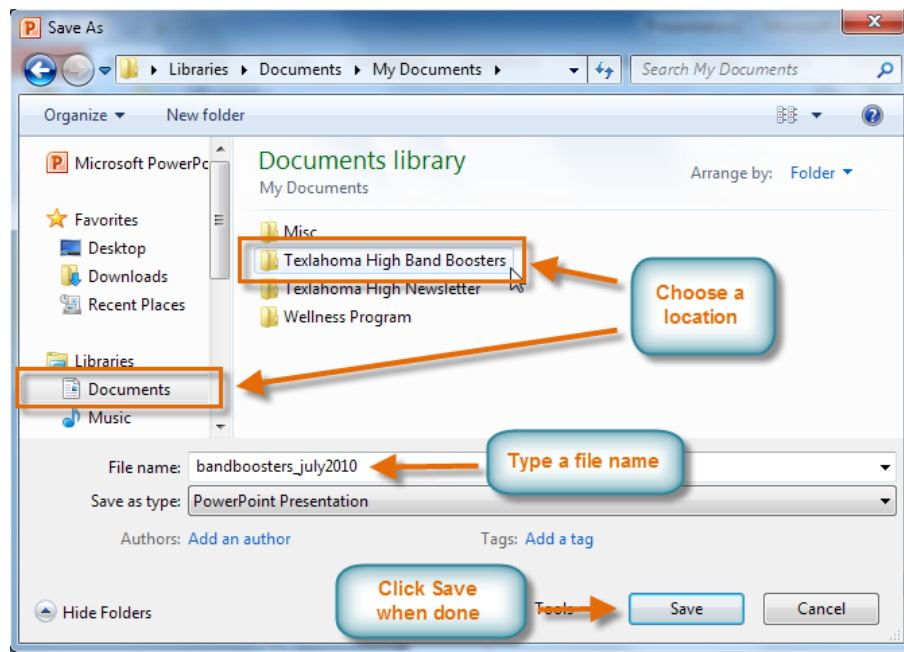 Save As
Libraries Documents My Documents Search My Documents
Organize New folder
Microsoft PowerPo
Favorites
Desktop
Downloads
Recent Places
Libraries
Documents
Music
Documents library
My Documents
Arrange by: Folder
Misc
Texlahoma High Band Boosters
Texlahoma High Newsletter
Wellness Program
Choose a
location
File name: bandboosters_july2010
Type a file name
Save as type: PowerPoint Presentation
Authors: Add an author Tags: Add a tag
Click Save
when done
Hide Folders Tools Save Cancel